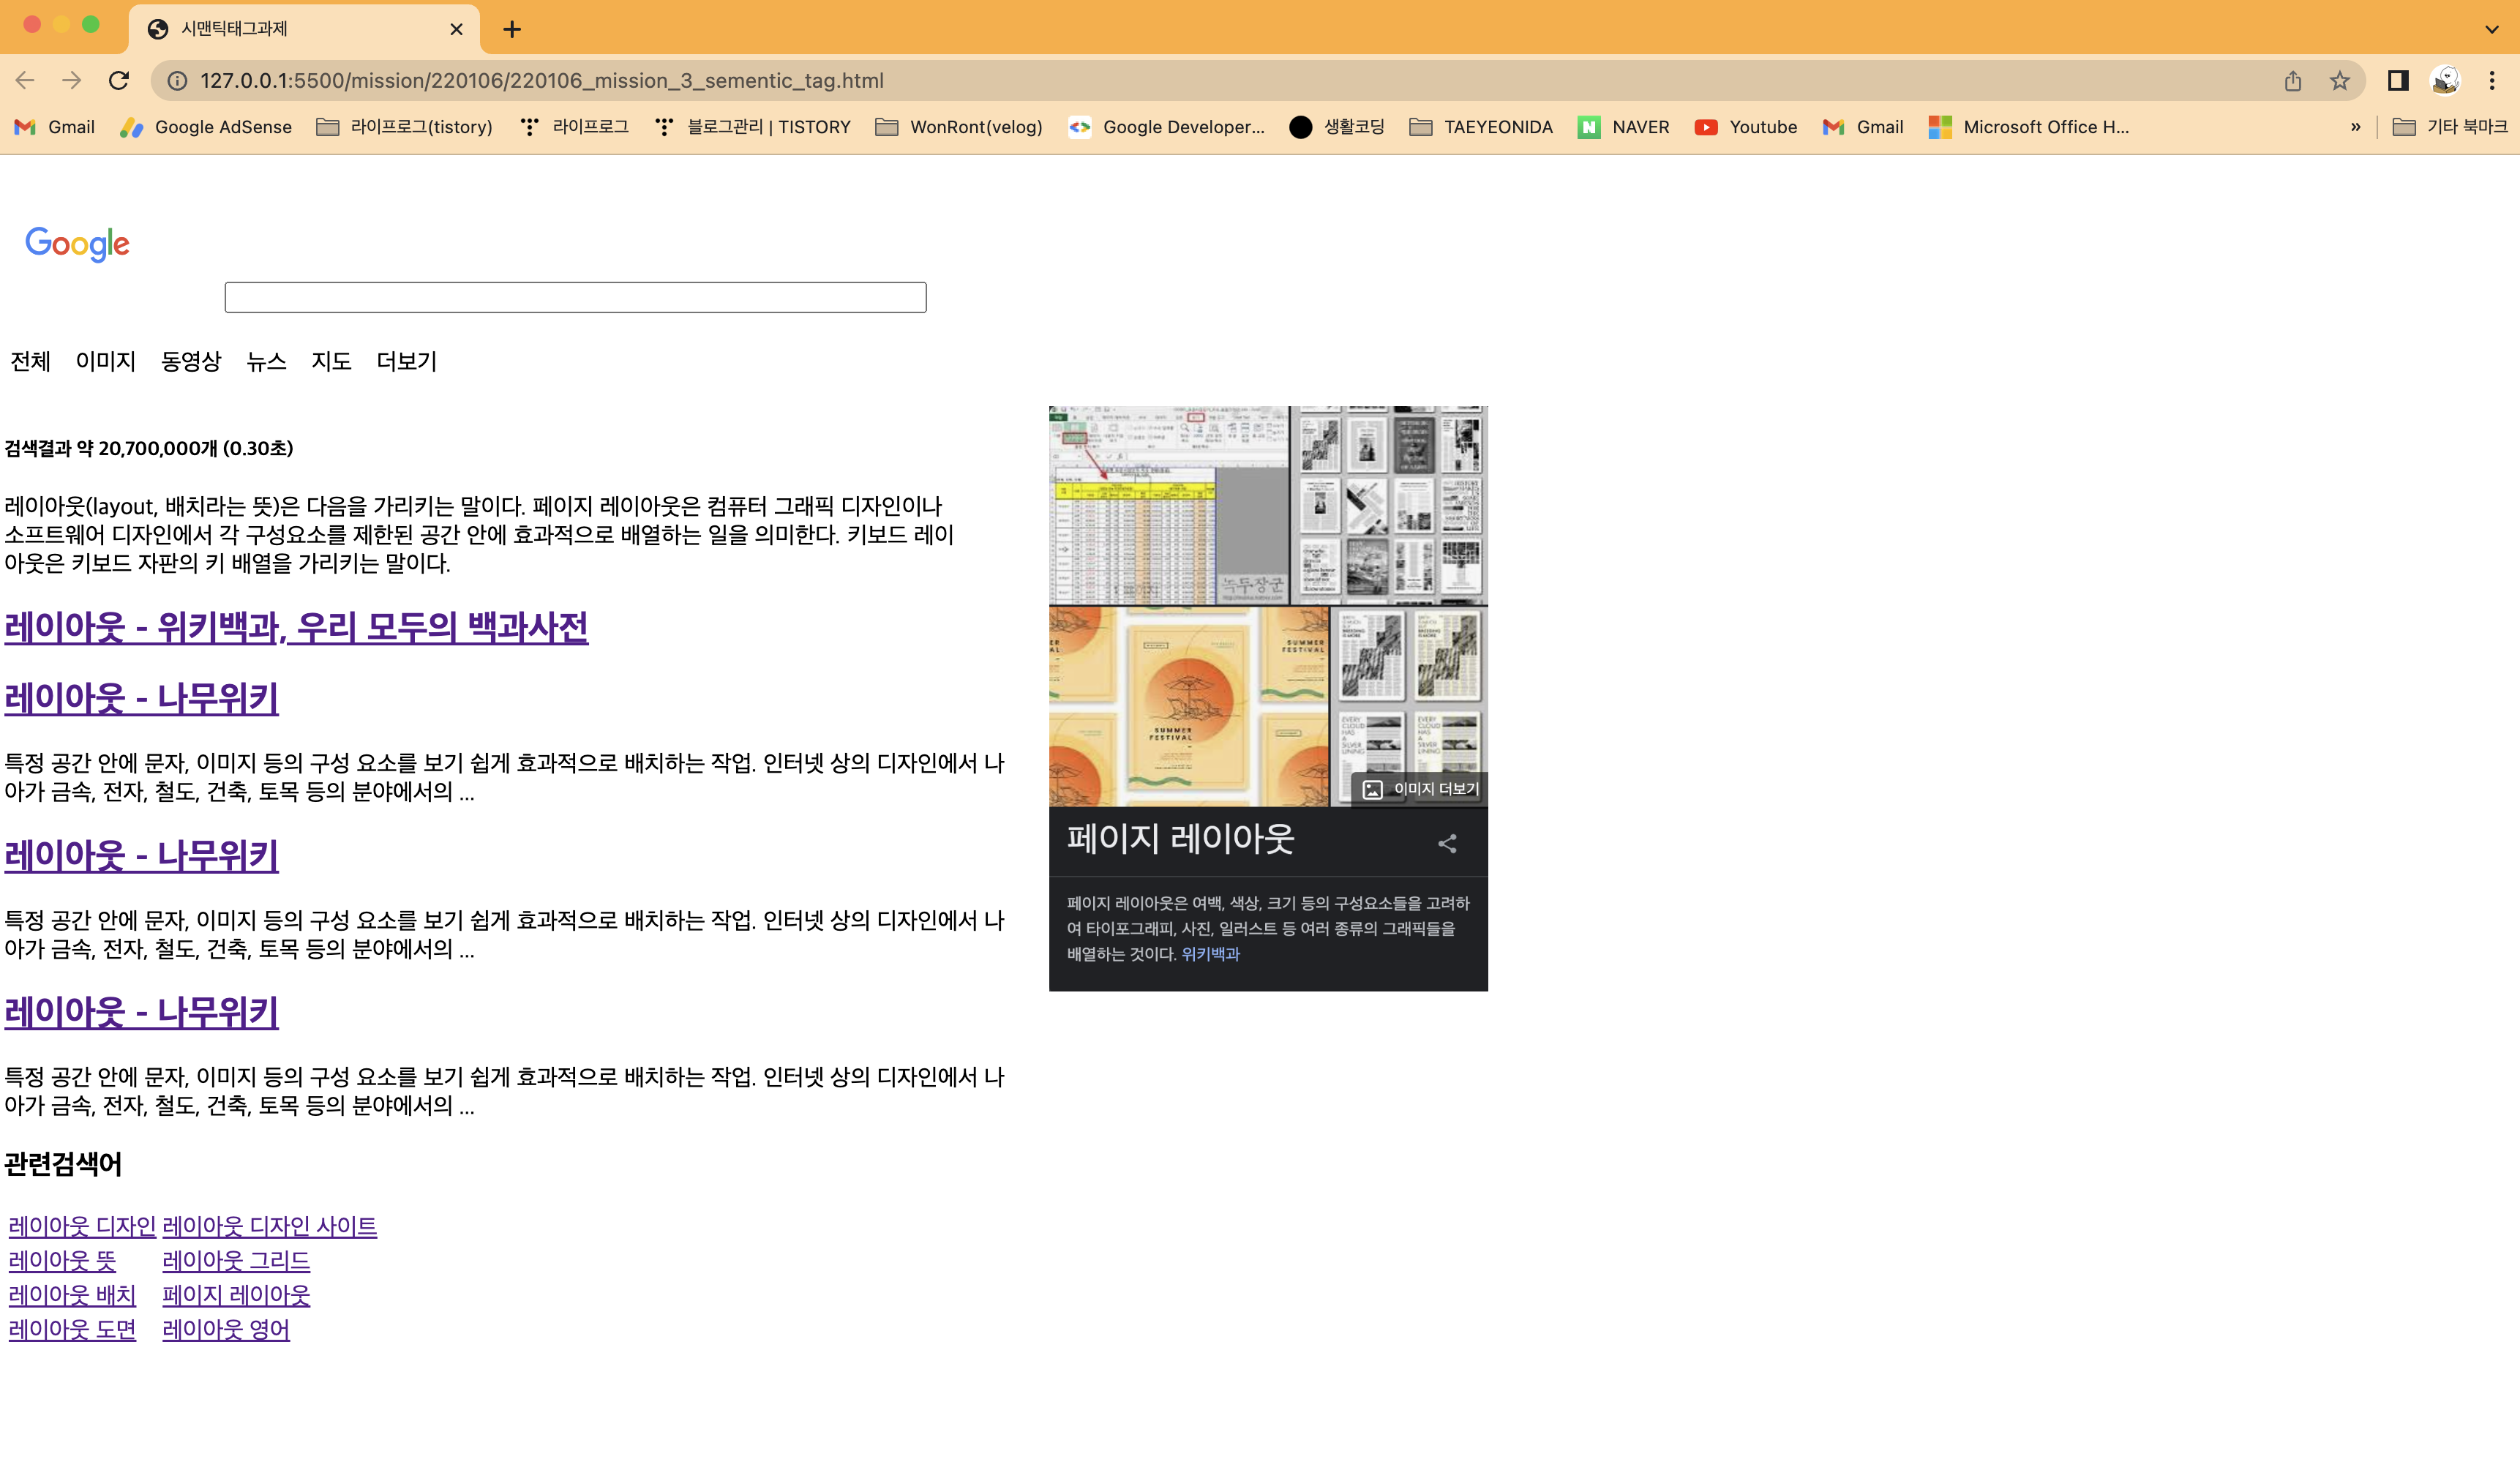 시맨틱태그과제
127.0.0.1:5500/mission/220106/220106_mission_3_sementic_tag.html
Gmail
Google AdSense
라이프로그(tistory)
라이프로그
블로그관리 | TISTORY
WonRont(velog)
Google Developer...
생활코딩
TAEYEONIDA
NAVER
Youtube
Gmail
Microsoft Office H...
»
기타 북마크
Google
전체 이미지 동영상 뉴스 지도 더보기
검색결과 약 20,700,000개 (0.30초)
레이아웃(layout, 배치라는 뜻)은 다음을 가리키는 말이다. 페이지 레이아웃은 컴퓨터 그래픽 디자인이나
소프트웨어 디자인에서 각 구성요소를 제한된 공간 안에 효과적으로 배열하는 일을 의미한다. 키보드 레이
아웃은 키보드 자판의 키 배열을 가리키는 말이다.
레이아웃 - 위키백과, 우리 모두의 백과사전
레이아웃 - 나무위키
특정 공간 안에 문자, 이미지 등의 구성 요소를 보기 쉽게 효과적으로 배치하는 작업. 인터넷 상의 디자인에서 나
아가 금속, 전자, 철도, 건축, 토목 등의 분야에서의 ...
레이아웃 - 나무위키
특정 공간 안에 문자, 이미지 등의 구성 요소를 보기 쉽게 효과적으로 배치하는 작업. 인터넷 상의 디자인에서 나
아가 금속, 전자, 철도, 건축, 토목 등의 분야에서의 ...
레이아웃 - 나무위키
특정 공간 안에 문자, 이미지 등의 구성 요소를 보기 쉽게 효과적으로 배치하는 작업. 인터넷 상의 디자인에서 나
아가 금속, 전자, 철도, 건축, 토목 등의 분야에서의 ...
관련검색어
레이아웃 디자인 레이아웃 디자인 사이트
레이아웃 뜻 레이아웃 그리드
레이아웃 배치 페이지 레이아웃
레이아웃 도면 레이아웃 영어
녹두장군
SUMMER
FESTIVAL
SUMMER
FESTIVAL
EVERY
CLOUD
HAS
A
SILVER
LINING
EVERY
CLOUD
HAS
A
SILVER
LINING
이미지 더보기
페이지 레이아웃
페이지 레이아웃은 여백, 색상, 크기 등의 구성요소들을 고려하
여 타이포그래피, 사진, 일러스트 등 여러 종류의 그래픽들을
배열하는 것이다. 위키백과